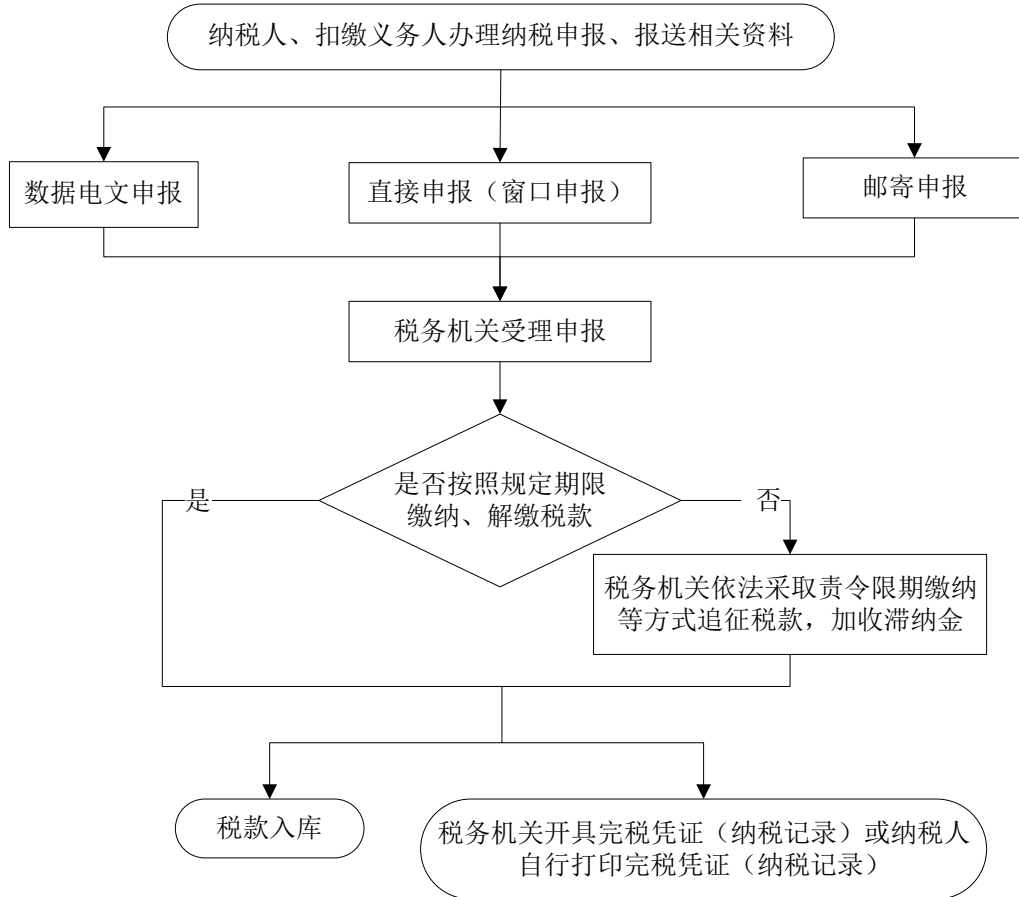 纳税人、扣缴义务人办理纳税申报、报送相关资料
数据电文申报
直接申报（窗口申报）
邮寄申报
税务机关受理申报
是否按照规定期限
缴纳、解缴税款
是
否
税务机关依法采取责令限期缴纳
等方式追征税款，加收滞纳金
税款入库
税务机关开具完税凭证（纳税记录）或纳税人
自行打印完税凭证（纳税记录）